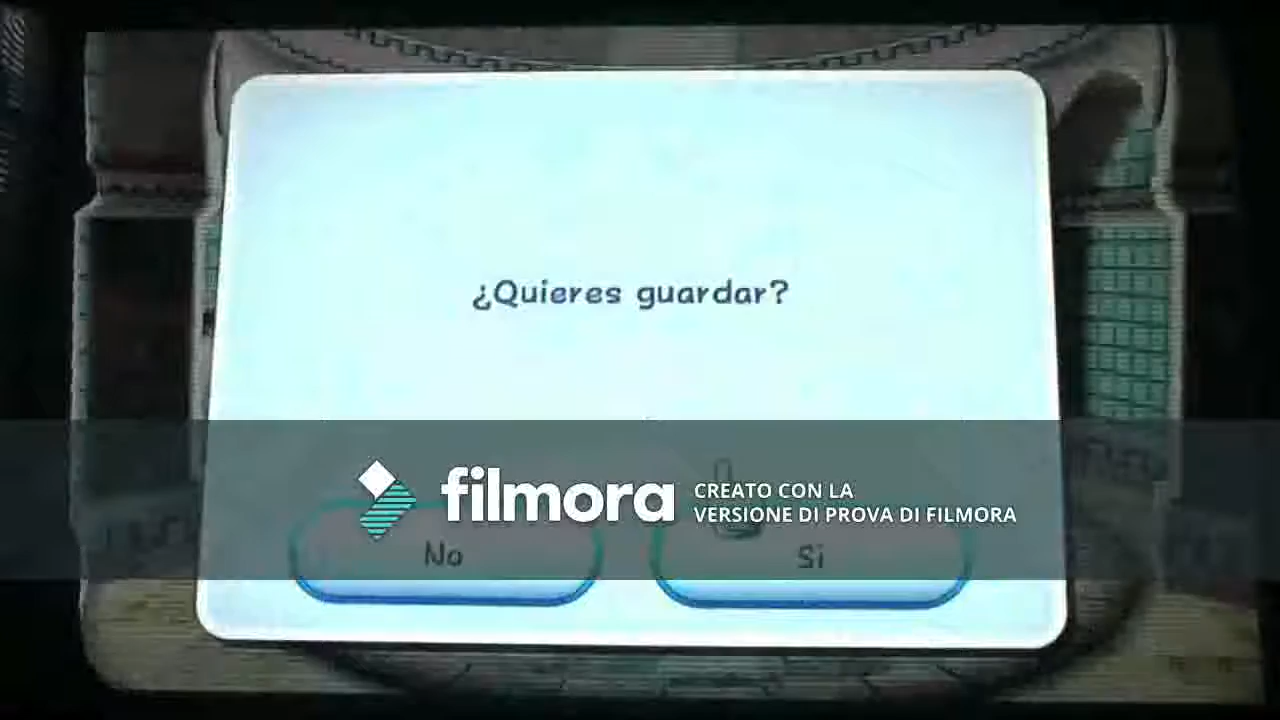 ¿Quieres guardar?
filmora
CREATO CON LA
VERSIONE DI PROVA DI FILMORA
No
Sí